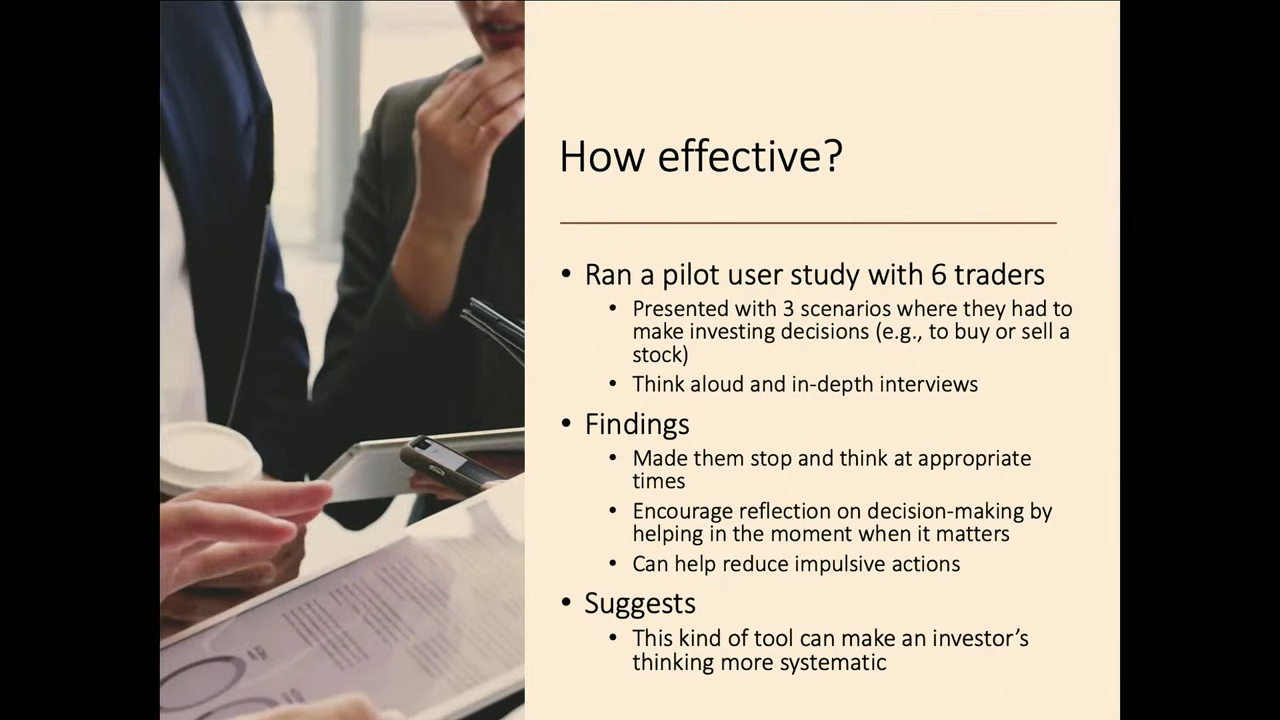 How effective?
• Ran a pilot user study with 6 traders
• Presented with 3 scenarios where they had to
make investing decisions (e.g., to buy or sell a
stock)
• Think aloud and in-depth interviews
• Findings
• Made them stop and think at appropriate
times
• Encourage reflection on decision-making by
helping in the moment when it matters
• Can help reduce impulsive actions
• Suggests
• This kind of tool can make an investor’s
thinking more systematic